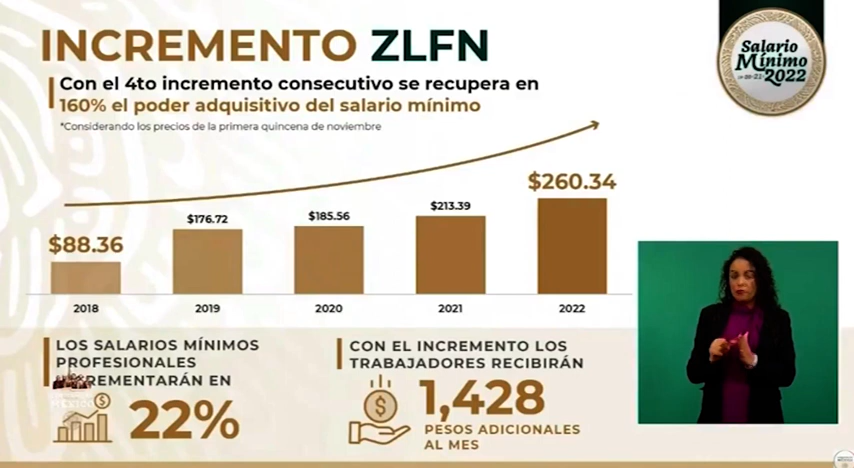 INCREMENTO ZLFN
Con el 4to incremento consecutivo se recupera en
160% el poder adquisitivo del salario mínimo
*Considerando los precios de la primera quincena de noviembre
Salario
Mínimo
2022
$88.36
$176.72
$185.56
$213.39
$260.34
2018
2019
2020
2021
2022
LOS SALARIOS MÍNIMOS
PROFESIONALES
REMENTARÁN EN
22%
CON EL INCREMENTO LOS
TRABAJADORES RECIBIRÁN
1,428
PESOS ADICIONALES
AL MES